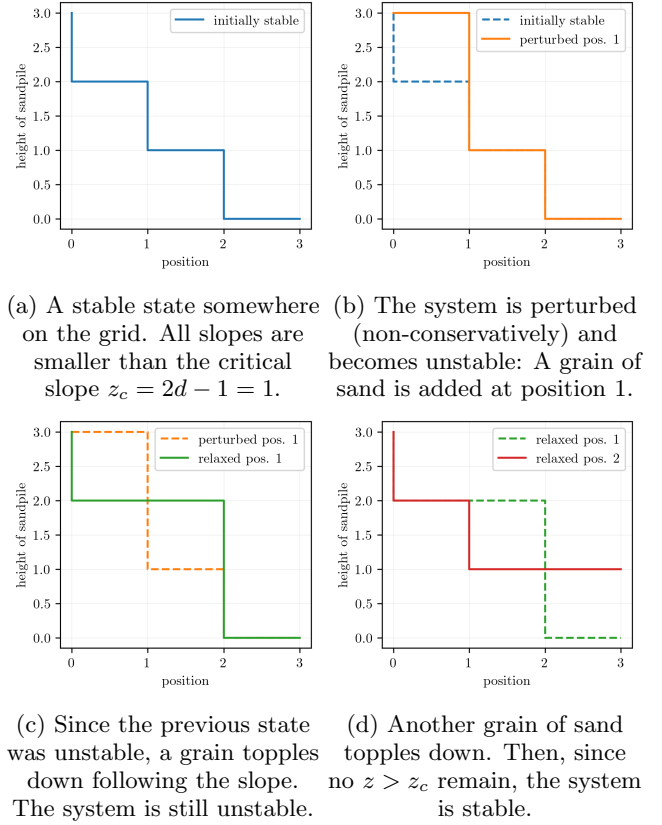 3.0
2.5
2.0
1.5
1.0
0.5
0.0
height of sandpile
initially stable
0 1 2 3
position
3.0
2.5
2.0
1.5
1.0
0.5
0.0
height of sandpile
initially stable
perturbed pos. 1
0 1 2 3
position
(a) A stable state somewhere
on the grid. All slopes are
smaller than the critical
slope z_c = 2d − 1 = 1.
(b) The system is perturbed
(non-conservatively) and
becomes unstable: A grain of
sand is added at position 1.
3.0
2.5
2.0
1.5
1.0
0.5
0.0
height of sandpile
perturbed pos. 1
relaxed pos. 1
0 1 2 3
position
3.0
2.5
2.0
1.5
1.0
0.5
0.0
height of sandpile
relaxed pos. 1
relaxed pos. 2
0 1 2 3
position
(c) Since the previous state
was unstable, a grain topples
down following the slope.
The system is still unstable.
(d) Another grain of sand
topples down. Then, since
no z > z_c remain, the system
is stable.